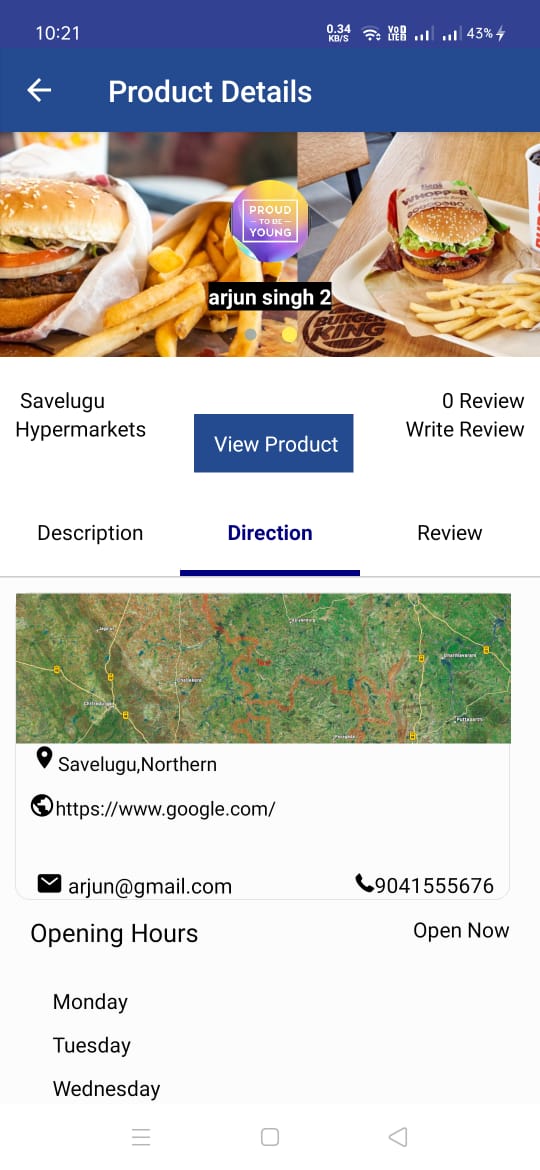 10:21
0.34
KB/S
VoD
LTE
43%
Product Details
WHOPPER
PROUD
TO BE
YOUNG
arjun singh 2
BURGER
KING
Savelugu
0 Review
Hypermarkets
Write Review
View Product
Description
Direction
Review
Savelugu,Northern
https://www.google.com/
arjun@gmail.com
9041555676
Opening Hours
Open Now
Monday
Tuesday
Wednesday